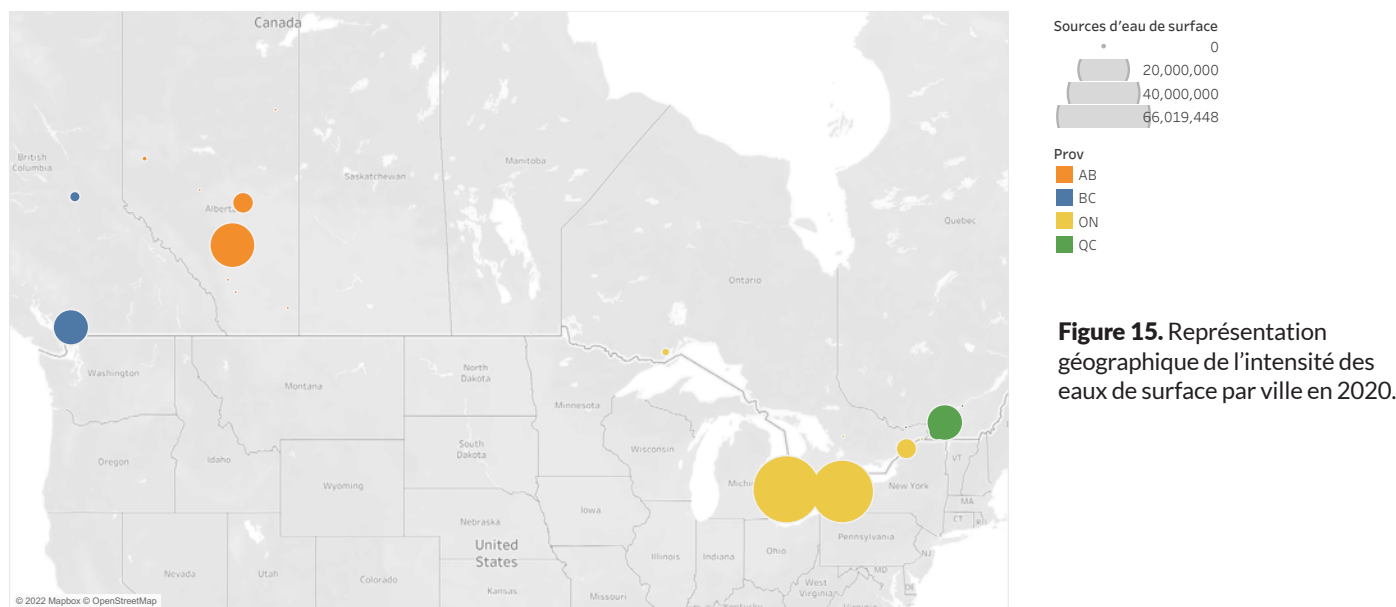 Canada
British
Columbia
Alberta
Saskatchewan
Manitoba
Ontario
Quebec
Washington
Montana
North
Dakota
Minnesota
Oregon
Idaho
Wyoming
South
Dakota
Wisconsin
New York
VT
MA
CT
RI
Nebraska
Iowa
Illinois
Indiana
Ohio
Pennsylvania
NJ
MD
DE
United
States
Nevada
Utah
Colorado
Kansas
Missouri
West
Virginia
Kentucky
Virginia
© 2022 Mapbox © OpenStreetMap
Sources d’eau de surface
0
20,000,000
40,000,000
66,019,448
Prov
AB
BC
ON
QC
Figure 15. Représentation
géographique de l’intensité des
eaux de surface par ville en 2020.